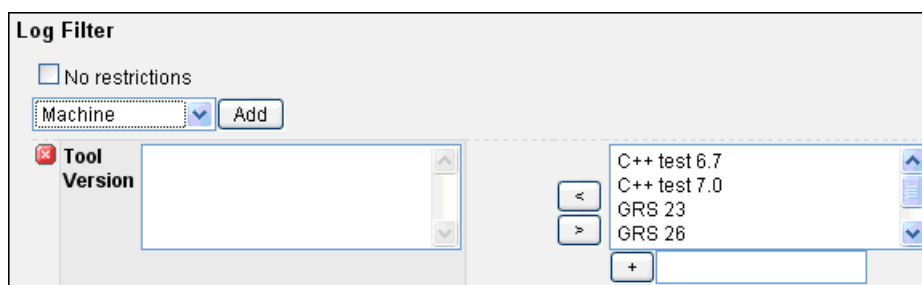 Log Filter
No restrictions
Machine
Add
Tool
Version
C++ test 6.7
C++ test 7.0
GRS 23
GRS 26
<
>
+